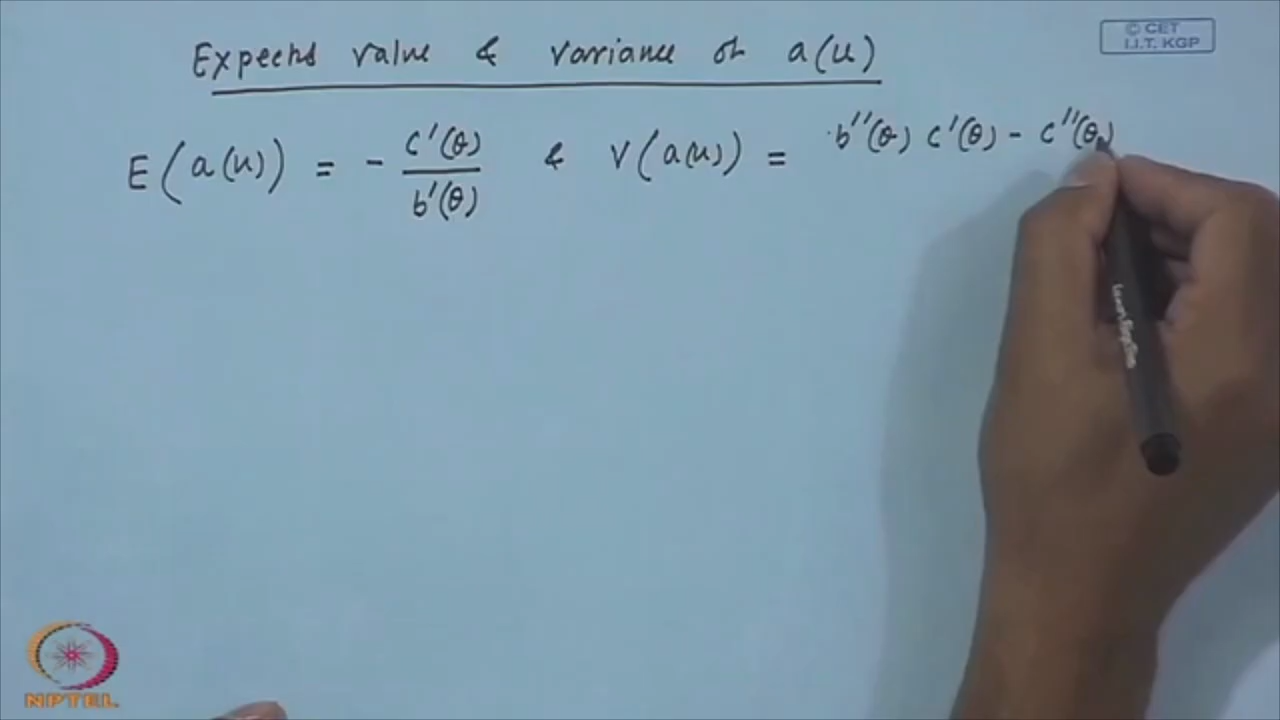 © CET
I.I.T. KGP
Expected value & variance of a(u)
E(a(u)) = - c'(θ)/b'(θ) & V(a(u)) = b''(θ) c'(θ) - c''(θ)
NPTEL